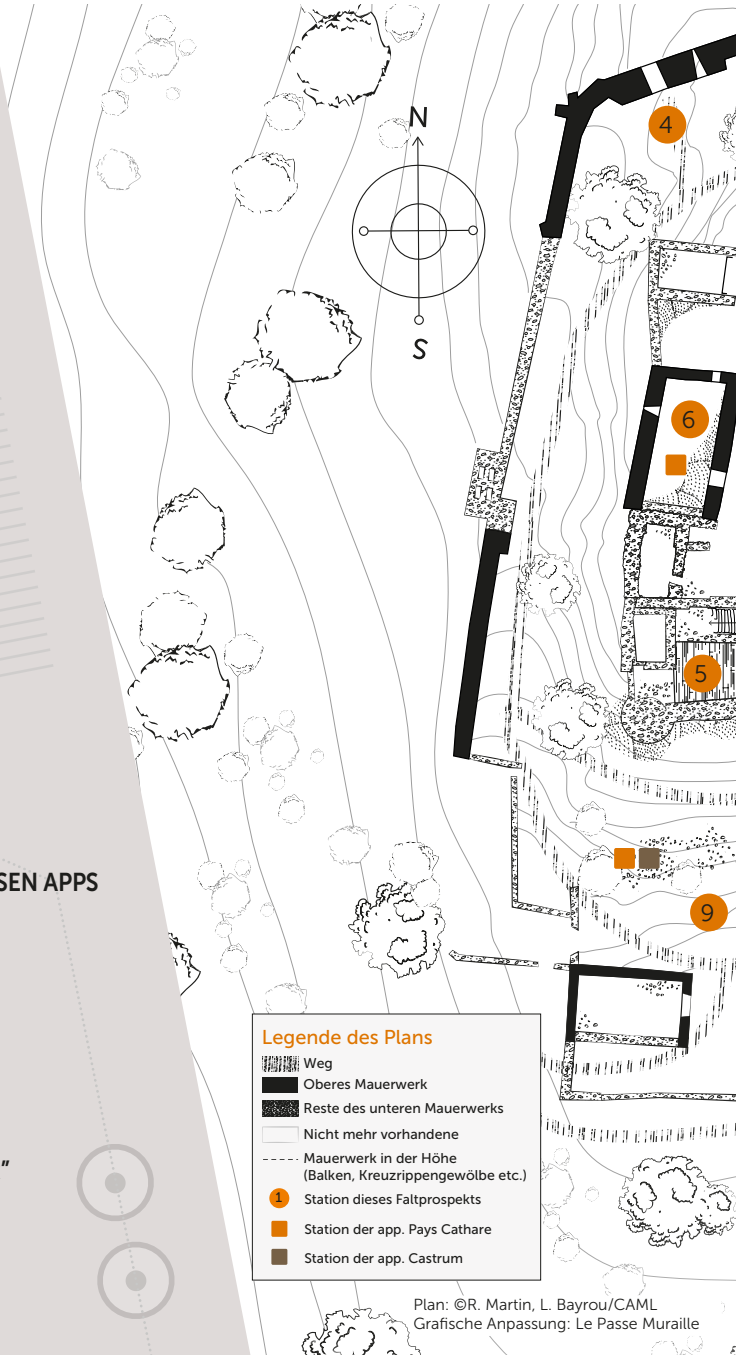 N
4
S
6
5
SEN APPS
9
Legende des Plans
Weg
Oberes Mauerwerk
Reste des unteren Mauerwerks
Nicht mehr vorhandene
Mauerwerk in der Höhe
(Balken, Kreuzrippengewölbe etc.)
1 Station dieses Faltprospekts
Station der app. Pays Cathare
Station der app. Castrum
"
Plan: ©R. Martin, L. Bayrou/CAML
Grafische Anpassung: Le Passe Muraille